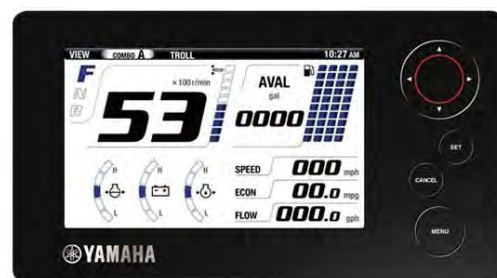 VIEW COMBO A TROLL 10:27 AM
F
N
R
× 100 r/min
53
AVAL
gal
0000
H H H
L L L
SPEED 000 mph
ECON 00.0 mpg
FLOW 000.0 gph
SET
CANCEL
MENU
YAMAHA